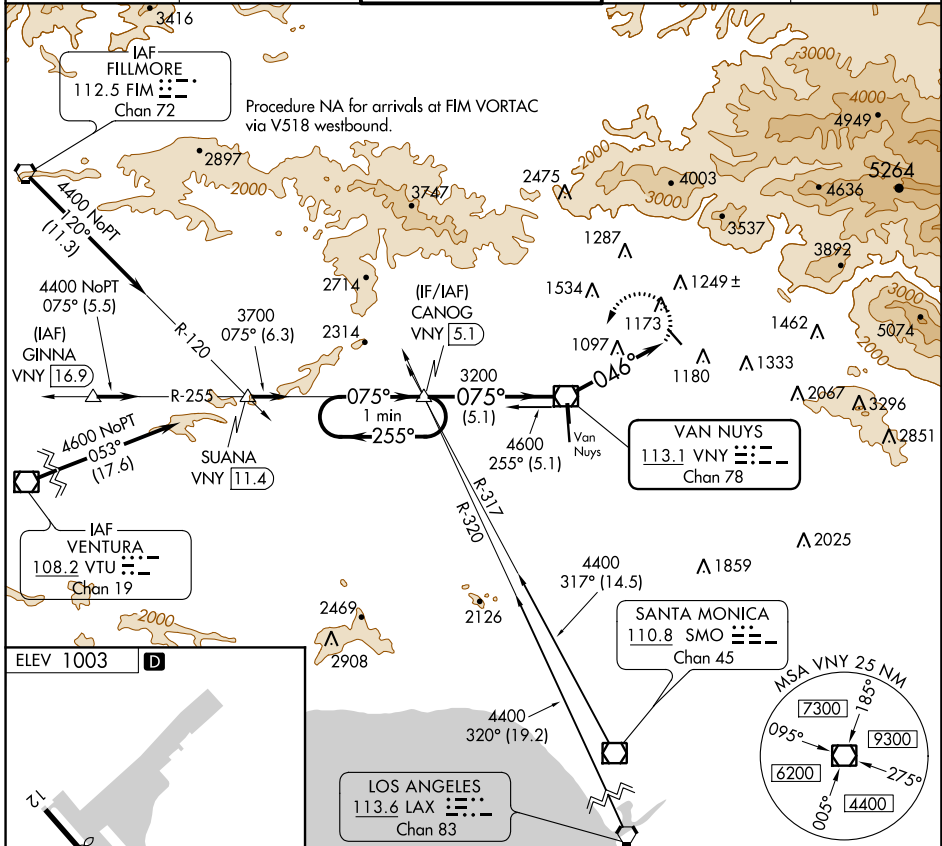 3416
IAF
FILLMORE
112.5 FIM
Chan 72
Procedure NA for arrivals at FIM VORTAC
via V518 westbound.
3000
4000
4949
2897
2000
2000
2475
4003
3000
5264
4636
3747
3537
4400 NoPT
120°
(11.3)
1287
3892
4400 NoPT
075° (5.5)
2714
(IF/IAF)
CANOG
VNY 5.1
1534
1249 ±
3000
3700
075° (6.3)
1173
5074
(IAF)
GINNA
VNY 16.9
R-120
2314
1097
1462
2000
3200
046°
1180
1333
R-255
075°
075°
(5.1)
2067
3296
1 min
255°
4600
255° (5.1)
Van
Nuys
2851
4600 NoPT
053°
(17.6)
SUANA
VNY 11.4
VAN NUYS
113.1 VNY
Chan 78
R-317
R-320
IAF
VENTURA
108.2 VTU
Chan 19
2025
1859
4400
317° (14.5)
2000
2469
2126
2908
SANTA MONICA
110.8 SMO
Chan 45
ELEV 1003 D
MSA VNY 25 NM
7300
185°
095°
9300
6200
275°
005°
4400
4400
320° (19.2)
LOS ANGELES
113.6 LAX
Chan 83
12